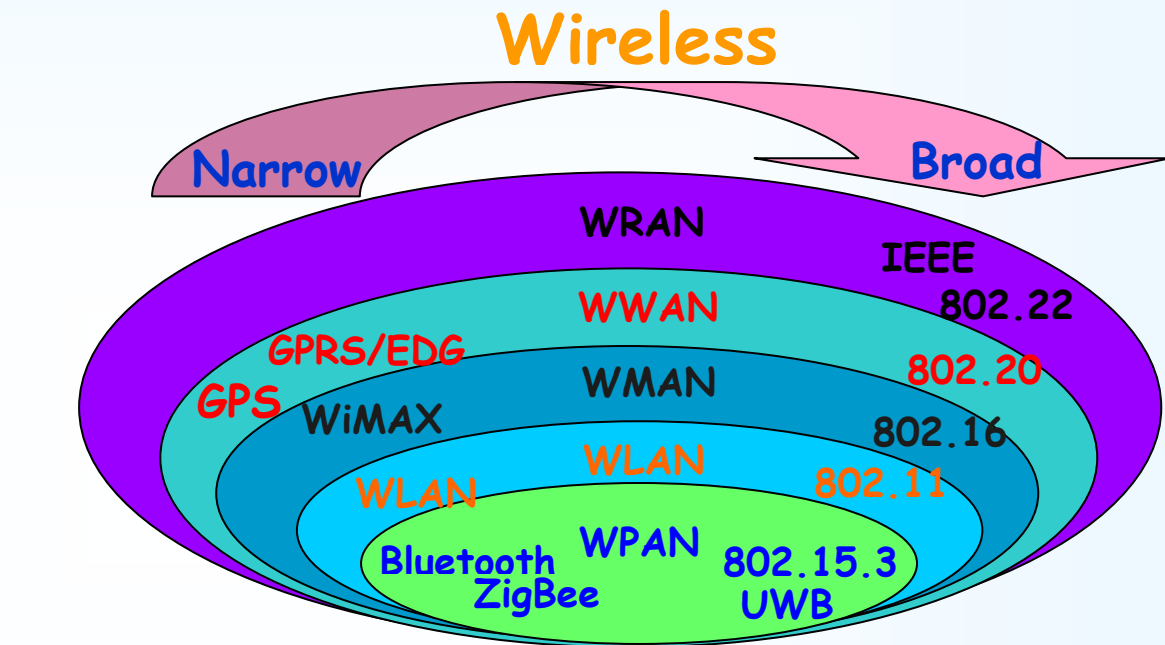 Wireless
Narrow
Broad
WRAN
IEEE
802.22
WWAN
GPRS/EDG
802.20
GPS
WMAN
WiMAX
802.16
WLAN
WLAN
802.11
WPAN
Bluetooth
802.15.3
ZigBee
UWB